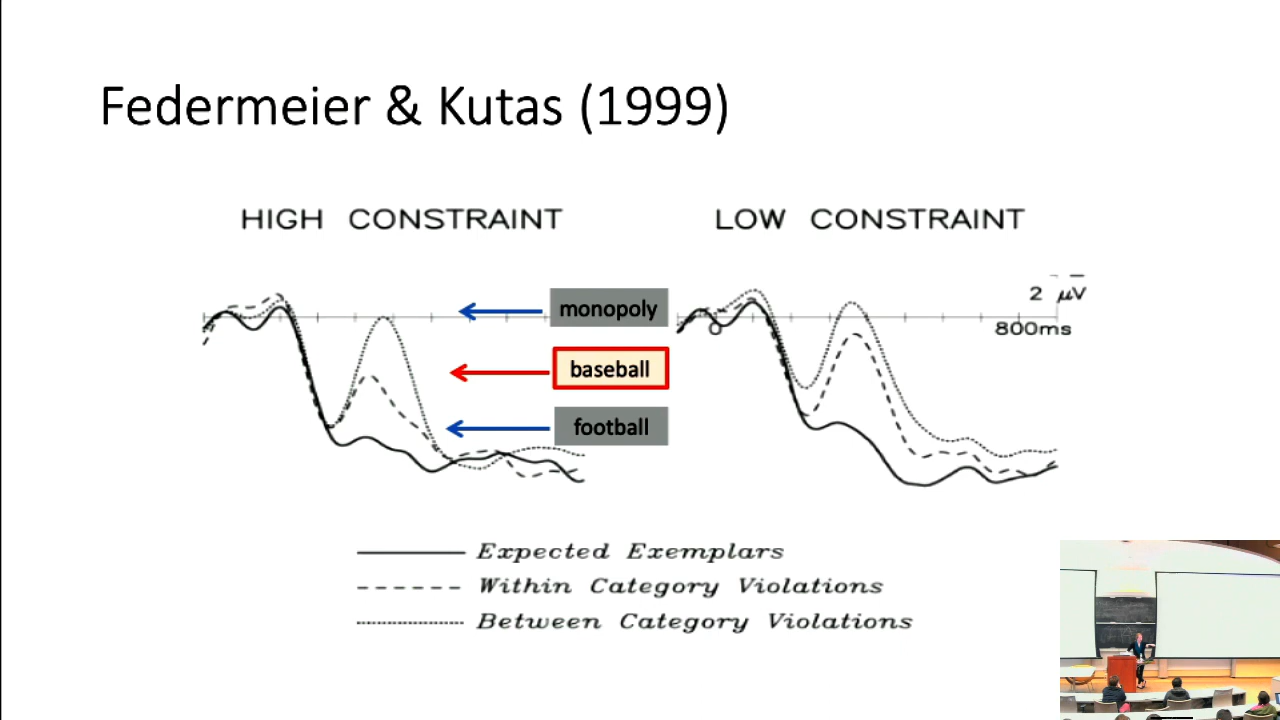 Federmeier & Kutas (1999)
HIGH CONSTRAINT
LOW CONSTRAINT
monopoly
baseball
football
2 μV
0
800ms
Expected Exemplars
Within Category Violations
Between Category Violations